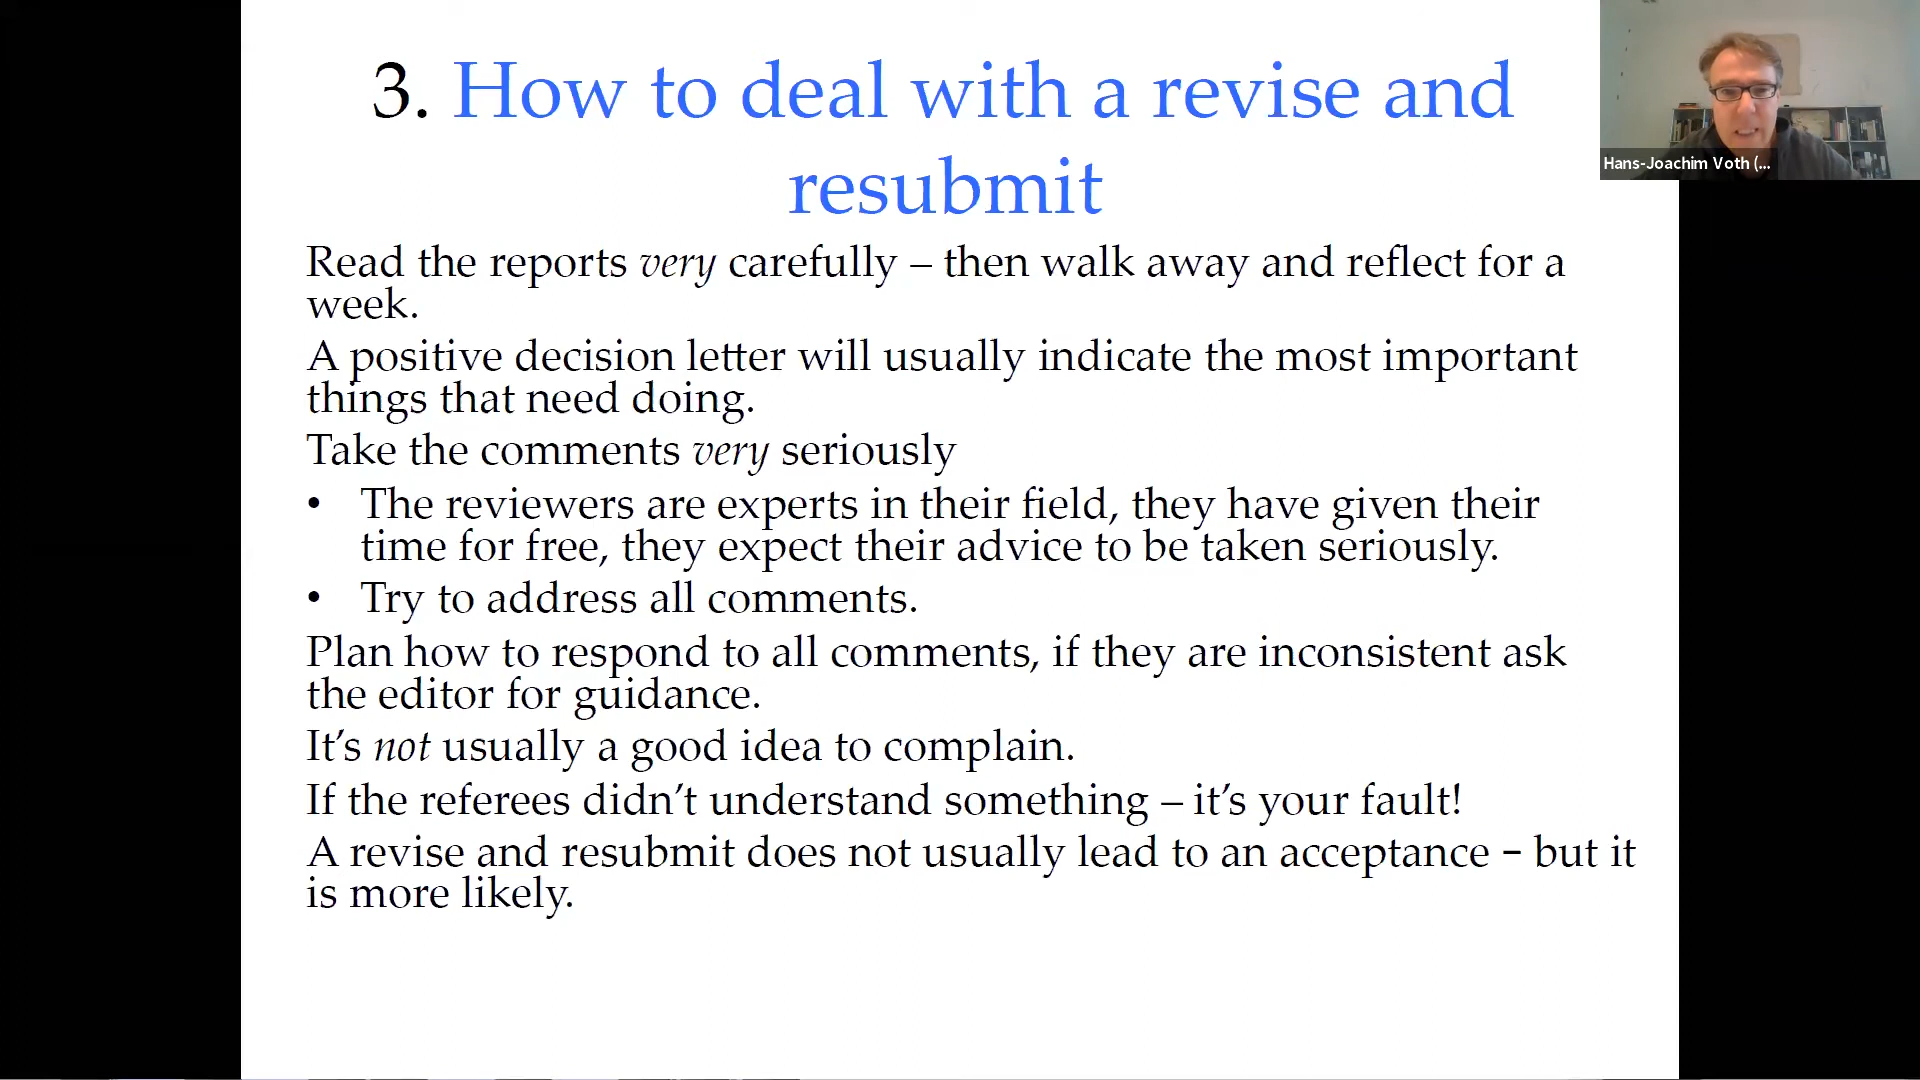 3. How to deal with a revise and
resubmit
Hans-Joachim Voth (...
Read the reports very carefully – then walk away and reflect for a
week.
A positive decision letter will usually indicate the most important
things that need doing.
Take the comments very seriously
• The reviewers are experts in their field, they have given their
time for free, they expect their advice to be taken seriously.
• Try to address all comments.
Plan how to respond to all comments, if they are inconsistent ask
the editor for guidance.
It’s not usually a good idea to complain.
If the referees didn’t understand something – it’s your fault!
A revise and resubmit does not usually lead to an acceptance – but it
is more likely.